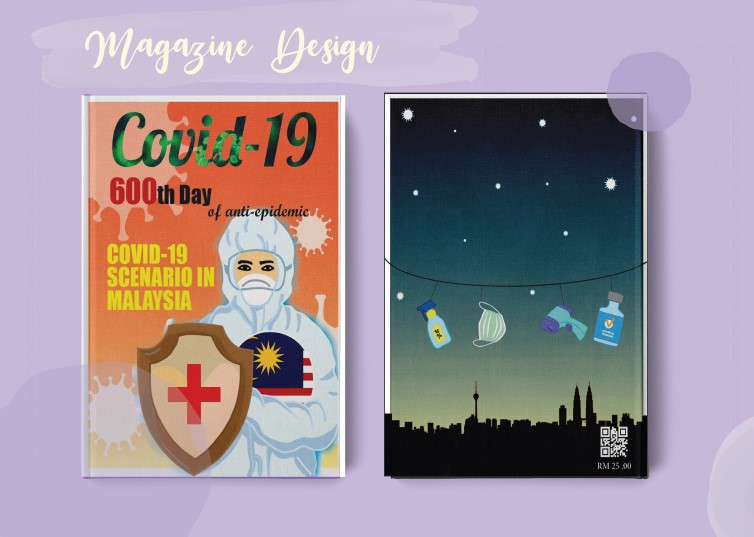 Magazine Design
Covid-19
600th Day
of anti-epidemic
COVID-19
SCENARIO IN
MALAYSIA
RM 25 .00